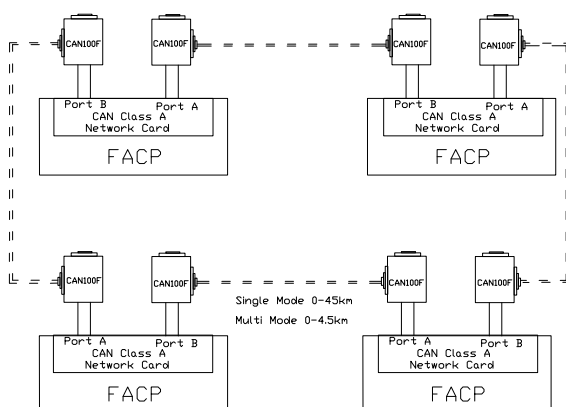 CAN100F CAN100F CAN100F CAN100F
Port B Port A
CAN Class A
Network Card
FACP
Port B Port A
CAN Class A
Network Card
FACP
CAN100F CAN100F CAN100F CAN100F
Single Mode 0-45km
Multi Mode 0-4.5km
Port A Port B
CAN Class A
Network Card
FACP
Port A Port B
CAN Class A
Network Card
FACP